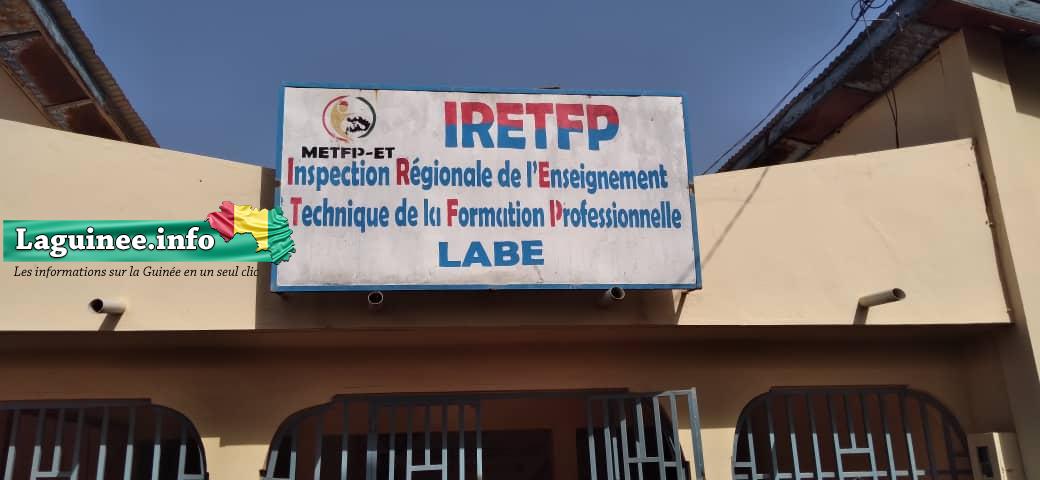 METFP-ET
IRETFP
Inspection Régionale de l'Enseignement
Technique de la Formation Professionnelle
LABE
Laguinee.info
Les informations sur la Guinée en un seul clic